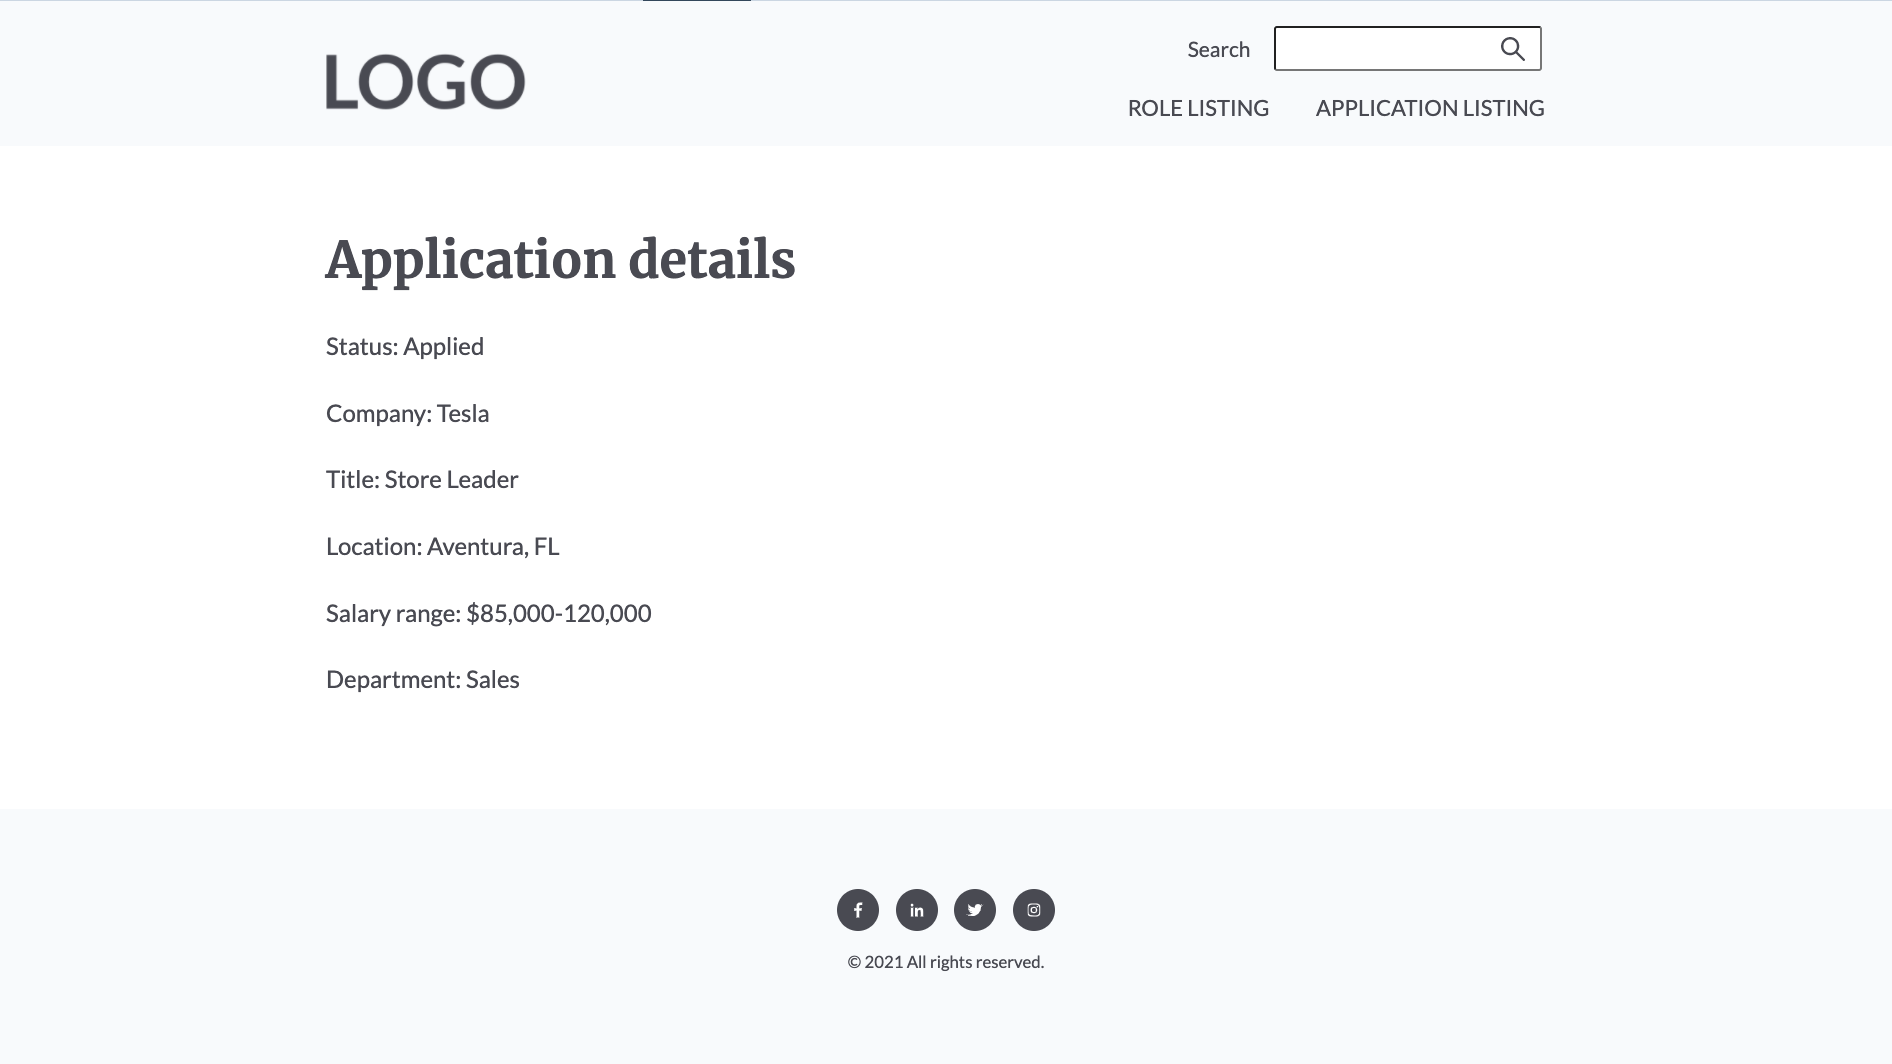 LOGO
Search
ROLE LISTING
APPLICATION LISTING
Application details
Status: Applied
Company: Tesla
Title: Store Leader
Location: Aventura, FL
Salary range: $85,000-120,000
Department: Sales
© 2021 All rights reserved.